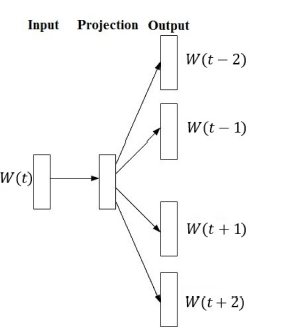 Input Projection Output
W(t − 2)
W(t − 1)
W(t)
W(t + 1)
W(t + 2)